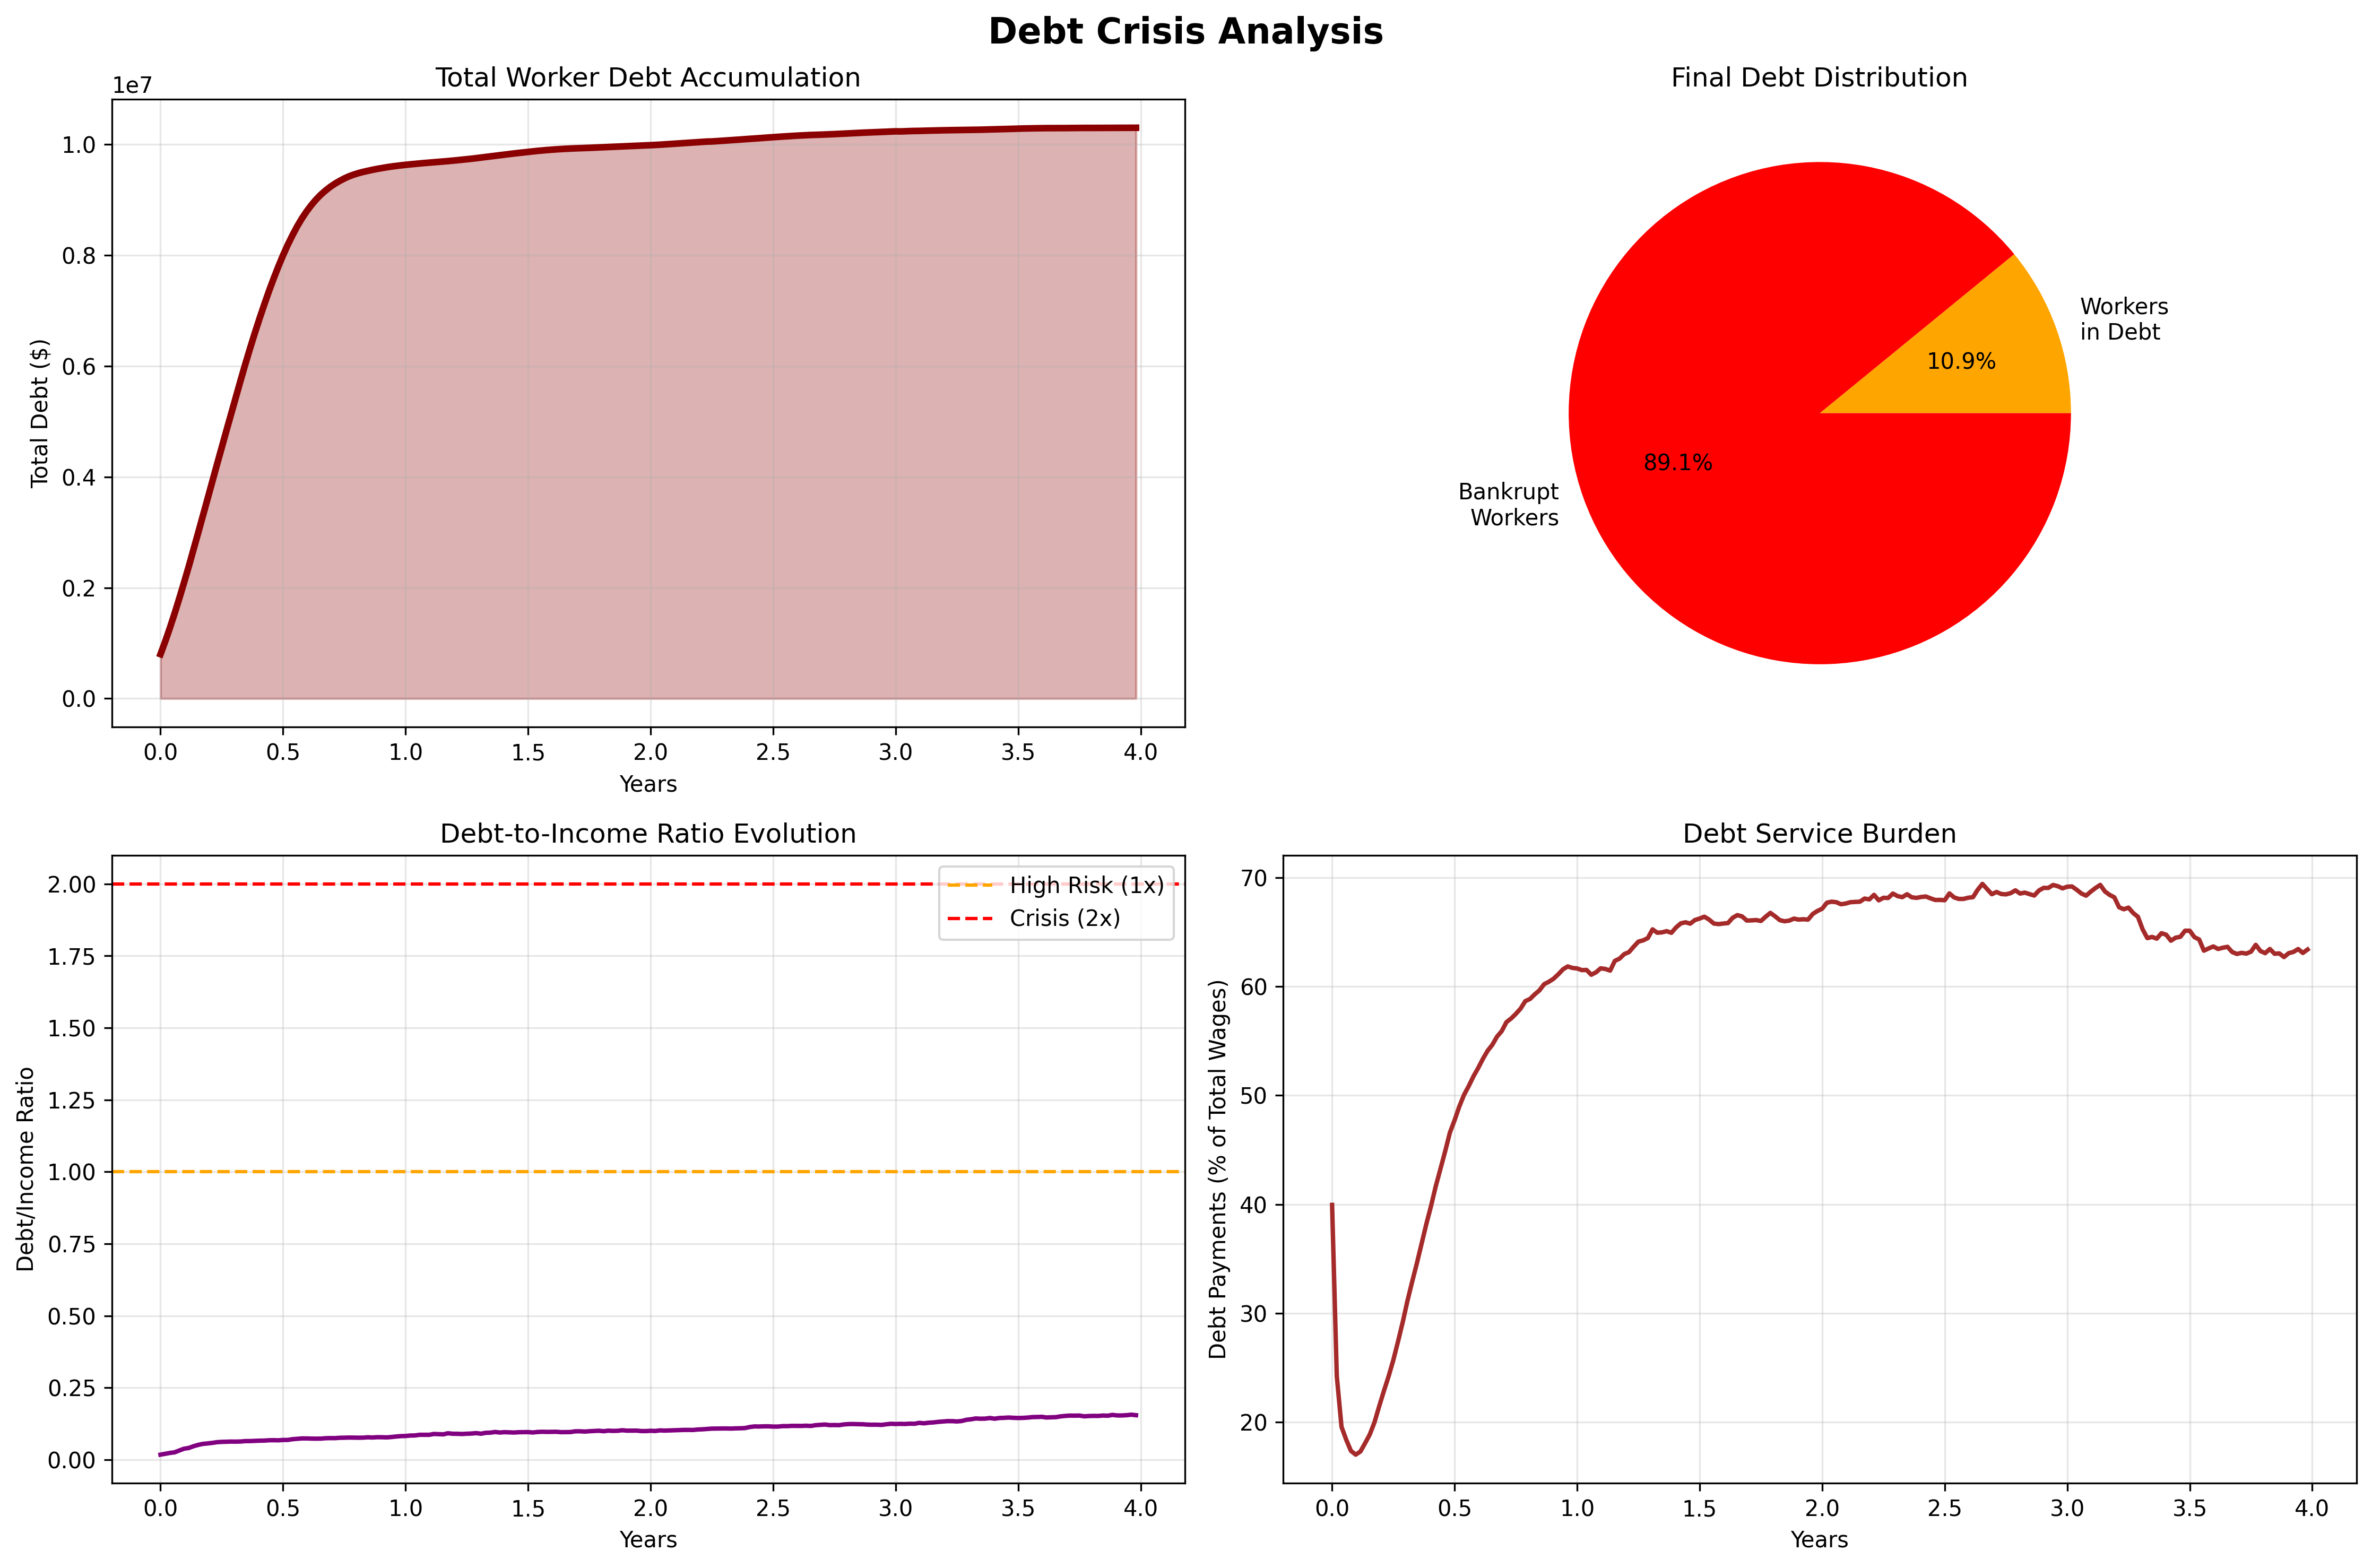 Debt Crisis Analysis
Total Worker Debt Accumulation
1e7
1.0
0.8
0.6
0.4
0.2
0.0
Total Debt ($)
0.0 0.5 1.0 1.5 2.0 2.5 3.0 3.5 4.0
Years
Final Debt Distribution
Workers
in Debt
10.9%
89.1%
Bankrupt
Workers
Debt-to-Income Ratio Evolution
2.00
1.75
1.50
1.25
1.00
0.75
0.50
0.25
0.00
Debt/Income Ratio
High Risk (1x)
Crisis (2x)
0.0 0.5 1.0 1.5 2.0 2.5 3.0 3.5 4.0
Years
Debt Service Burden
70
60
50
40
30
20
Debt Payments (% of Total Wages)
0.0 0.5 1.0 1.5 2.0 2.5 3.0 3.5 4.0
Years